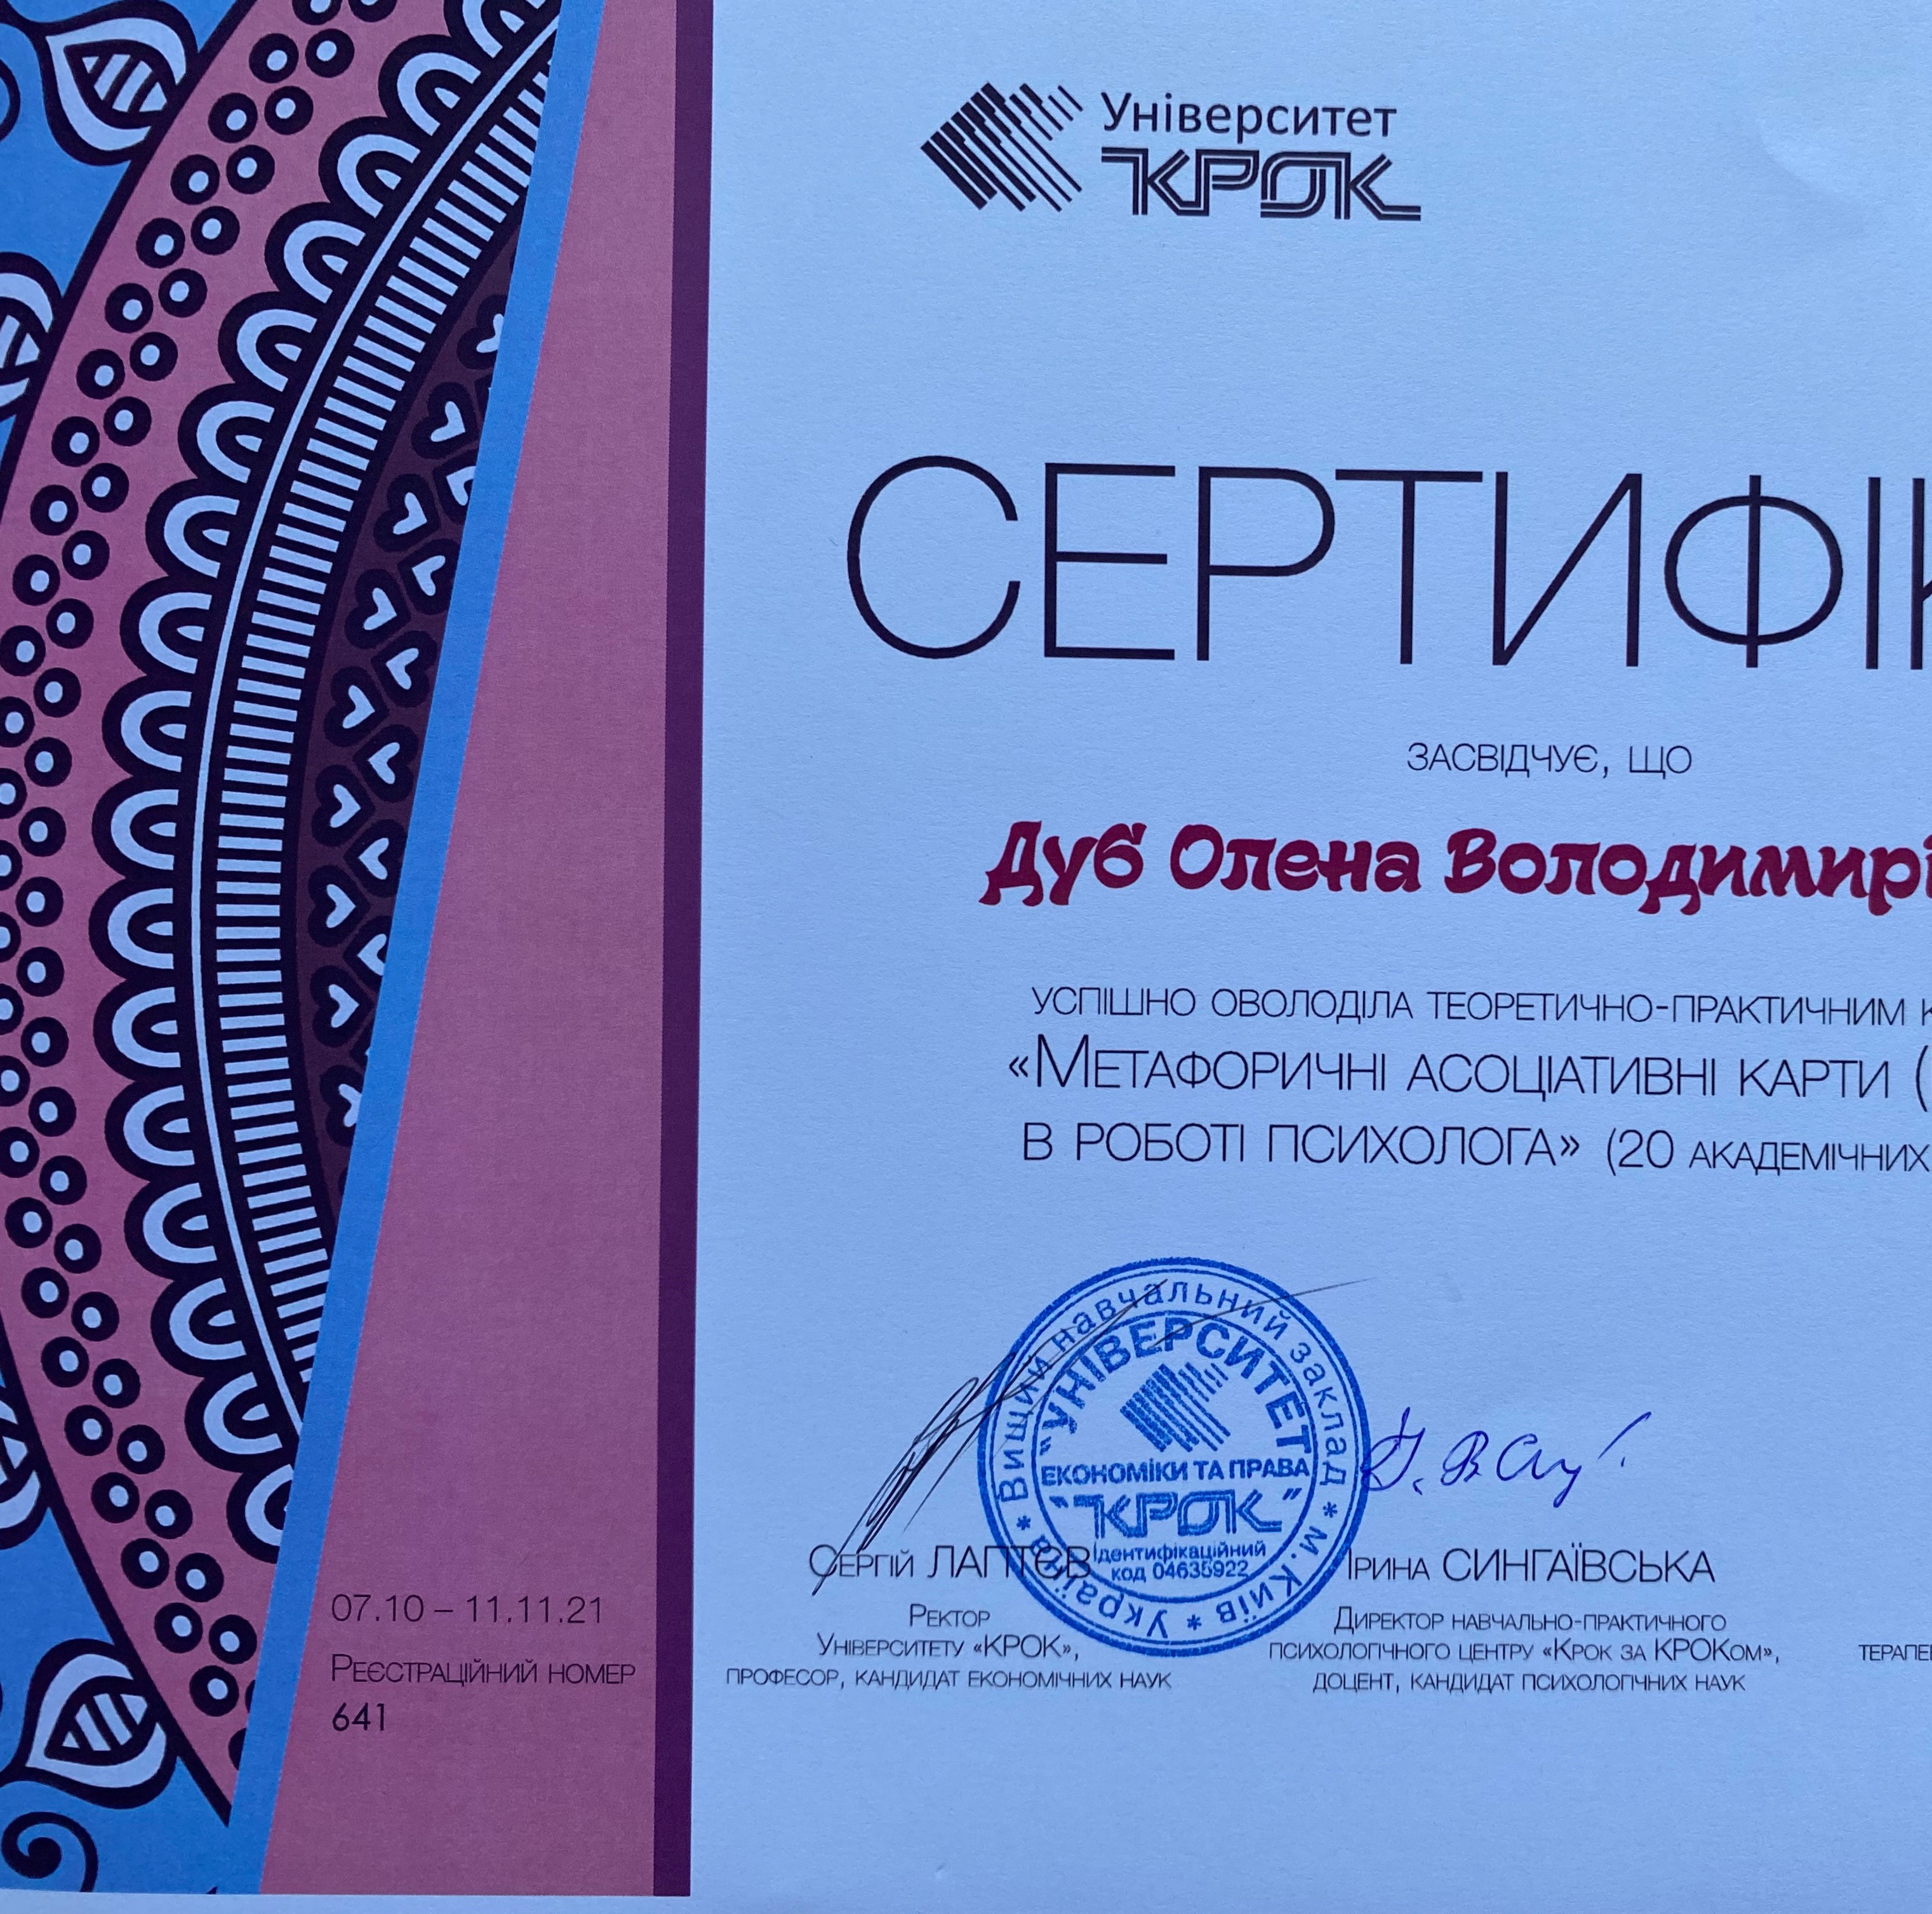 Університет
КРОК
СЕРТИФІК
ЗАСВІДЧУЄ, ЩО
Дуб Олена Володимирі
УСПІШНО ОВОЛОДІЛА ТЕОРЕТИЧНО-ПРАКТИЧНИМ К
«МЕТАФОРИЧНІ АСОЦІАТИВНІ КАРТИ (
В РОБОТІ ПСИХОЛОГА» (20 АКАДЕМІЧНИХ
Україна * Вищий навчальний заклад * м. Київ *
"УНІВЕРСИТЕТ
ЕКОНОМІКИ ТА ПРАВА
"КРОК"
Ідентифікаційний
код 04635922
СЕРГІЙ ЛАПТЄВ
РЕКТОР
УНІВЕРСИТЕТУ «КРОК»,
ПРОФЕСОР, КАНДИДАТ ЕКОНОМІЧНИХ НАУК
ІРИНА СИНГАЇВСЬКА
ДИРЕКТОР НАВЧАЛЬНО-ПРАКТИЧНОГО
ПСИХОЛОГІЧНОГО ЦЕНТРУ «КРОК ЗА КРОКОМ»,
ДОЦЕНТ, КАНДИДАТ ПСИХОЛОГІЧНИХ НАУК
ТЕРАПЕ
07.10 – 11.11.21
РЕЄСТРАЦІЙНИЙ НОМЕР
641